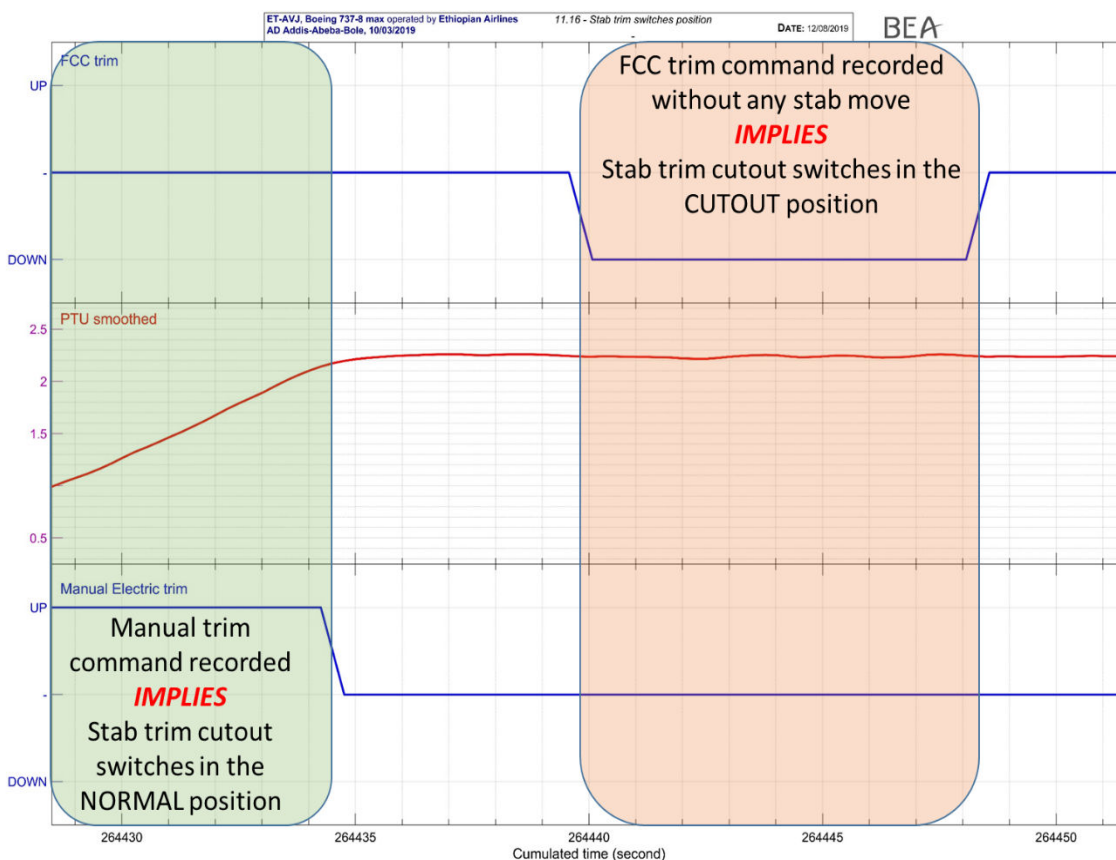 ET-AVJ, Boeing 737-8 max operated by Ethiopian Airlines
AD Addis-Abeba-Bole, 10/03/2019
11.16 - Stab trim switches position
-
DATE: 12/08/2019
BEA
FCC trim
UP
-
DOWN
FCC trim command recorded
without any stab move
IMPLIES
Stab trim cutout switches in the
CUTOUT position
PTU smoothed
2.5
2
1.5
0.5
Manual Electric trim
UP
-
DOWN
Manual trim
command recorded
IMPLIES
Stab trim cutout
switches in the
NORMAL position
264430
264435
264440
264445
264450
Cumulated time (second)